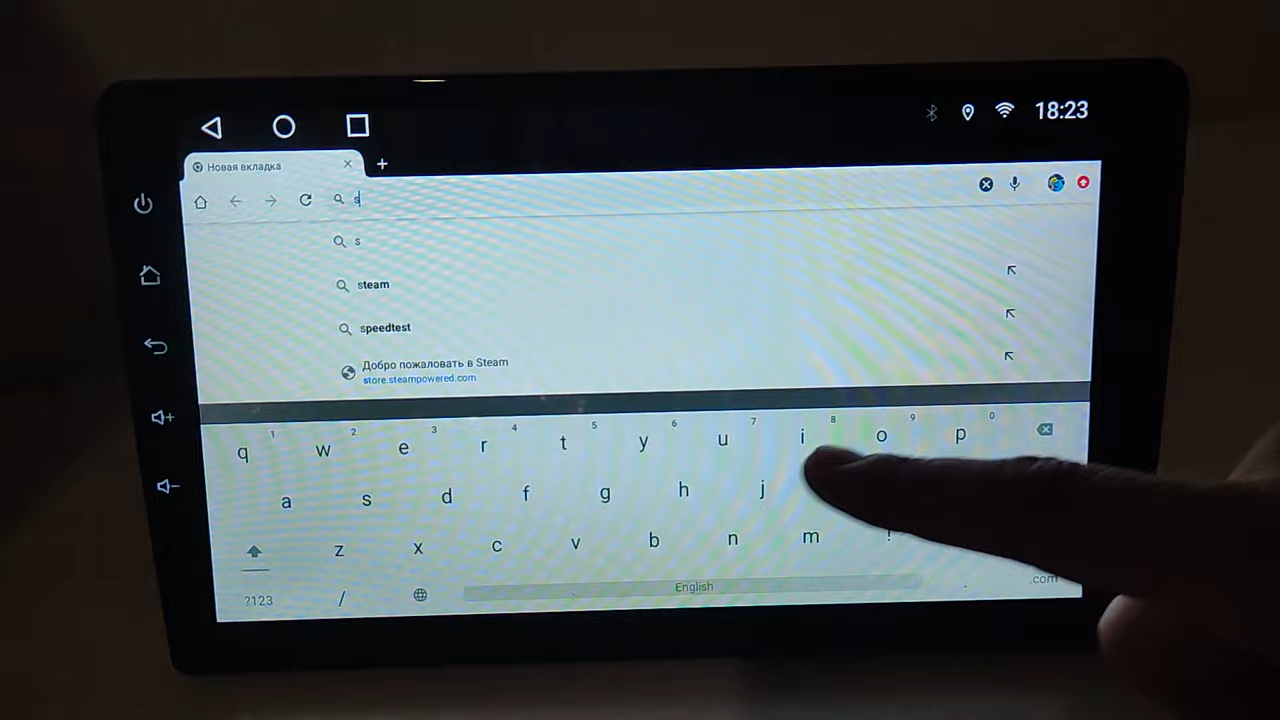 18:23
Новая вкладка
s
s
steam
speedtest
Добро пожаловать в Steam
store.steampowered.com
1 2 3 4 5 6 7 8 9 0
q w e r t y u i o p
a s d f g h j
z x c v b n m !
?123 / English . .com